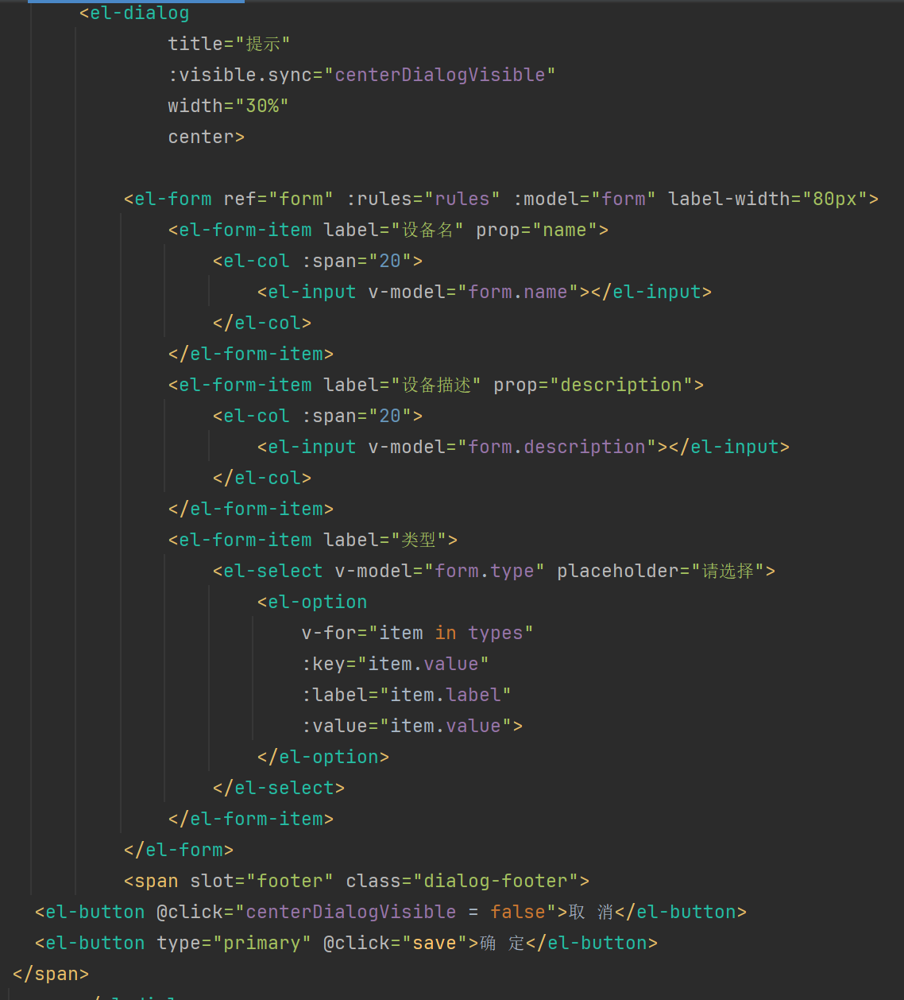 <el-dialog
title="提示"
:visible.sync="centerDialogVisible"
width="30%"
center>
<el-form ref="form" :rules="rules" :model="form" label-width="80px">
<el-form-item label="设备名" prop="name">
<el-col :span="20">
<el-input v-model="form.name"></el-input>
</el-col>
</el-form-item>
<el-form-item label="设备描述" prop="description">
<el-col :span="20">
<el-input v-model="form.description"></el-input>
</el-col>
</el-form-item>
<el-form-item label="类型">
<el-select v-model="form.type" placeholder="请选择">
<el-option
v-for="item in types"
:key="item.value"
:label="item.label"
:value="item.value">
</el-option>
</el-select>
</el-form-item>
</el-form>
<span slot="footer" class="dialog-footer">
<el-button @click="centerDialogVisible = false">取 消</el-button>
<el-button type="primary" @click="save">确 定</el-button>
</span>